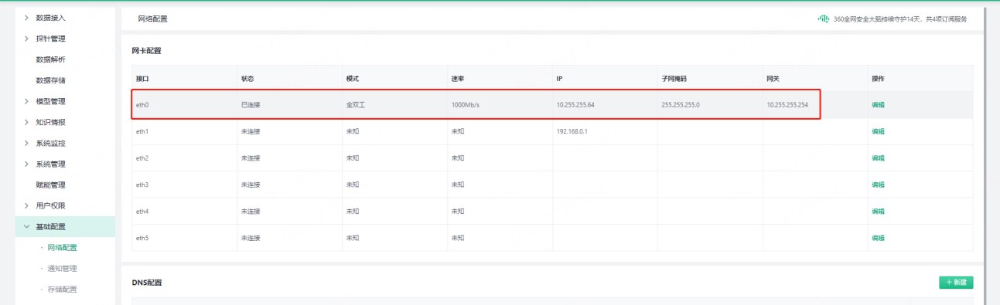 数据接入
探针管理
数据解析
数据存储
模型管理
知识情报
系统监控
系统管理
赋能管理
用户权限
基础配置
· 网络配置
· 通知管理
· 存储配置
网络配置
360全网安全大脑持续守护14天，共4项订阅服务
网卡配置
接口 状态 模式 速率 IP 子网掩码 网关 操作
eth0 已连接 全双工 1000Mb/s 10.255.255.64 255.255.255.0 10.255.255.254 编辑
eth1 未连接 未知 未知 192.168.0.1 编辑
eth2 未连接 未知 未知 编辑
eth3 未连接 未知 未知 编辑
eth4 未连接 未知 未知 编辑
eth5 未连接 未知 未知 编辑
DNS配置
+ 新建